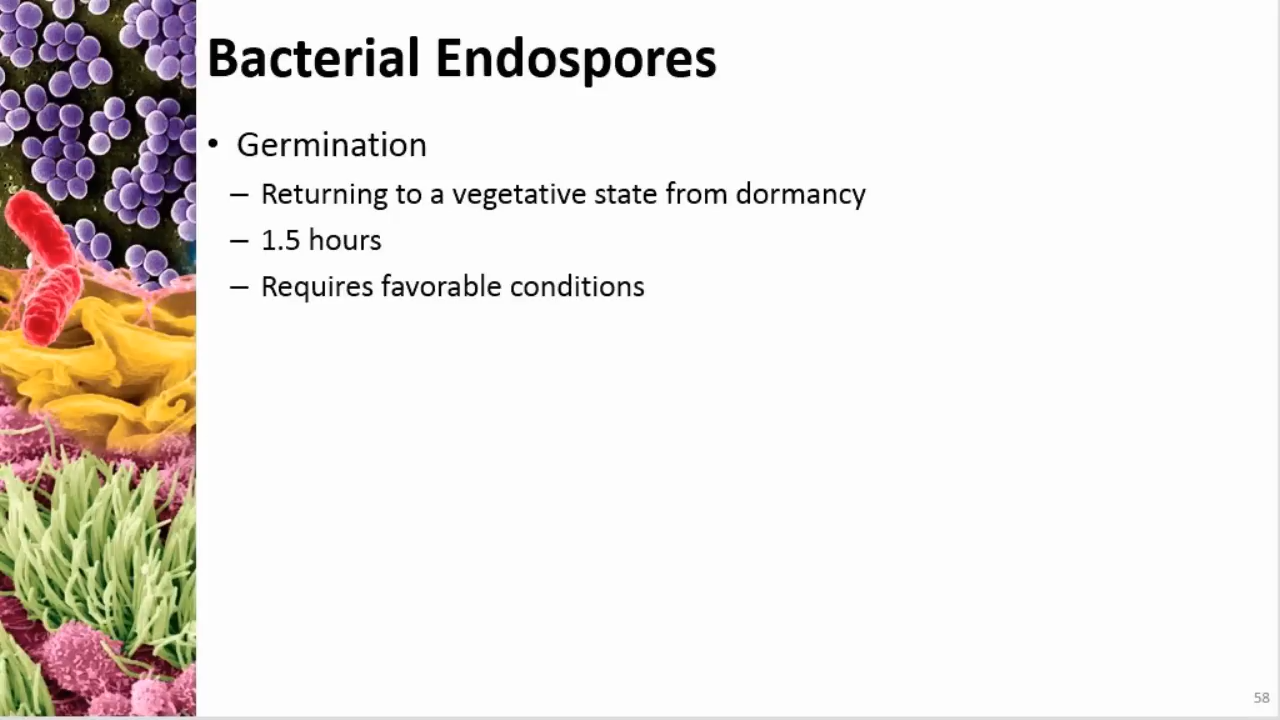 Bacterial Endospores
• Germination
– Returning to a vegetative state from dormancy
– 1.5 hours
– Requires favorable conditions
58